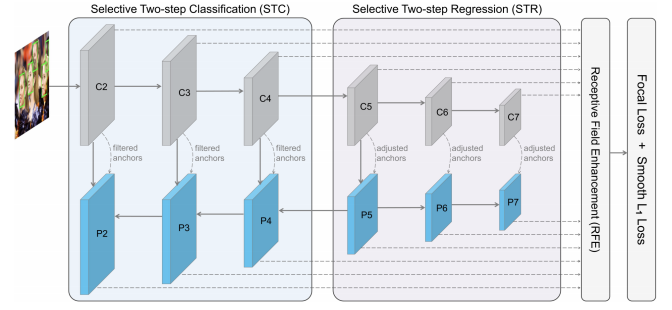 Selective Two-step Classification (STC)
Selective Two-step Regression (STR)
C2
C3
C4
C5
C6
C7
filtered
anchors
filtered
anchors
filtered
anchors
adjusted
anchors
adjusted
anchors
adjusted
anchors
P2
P3
P4
P5
P6
P7
Receptive Field Enhancement (RFE)
Focal Loss + Smooth L₁ Loss